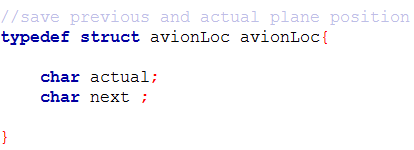 //save previous and actual plane position
typedef struct avionLoc avionLoc{
char actual;
char next ;
}